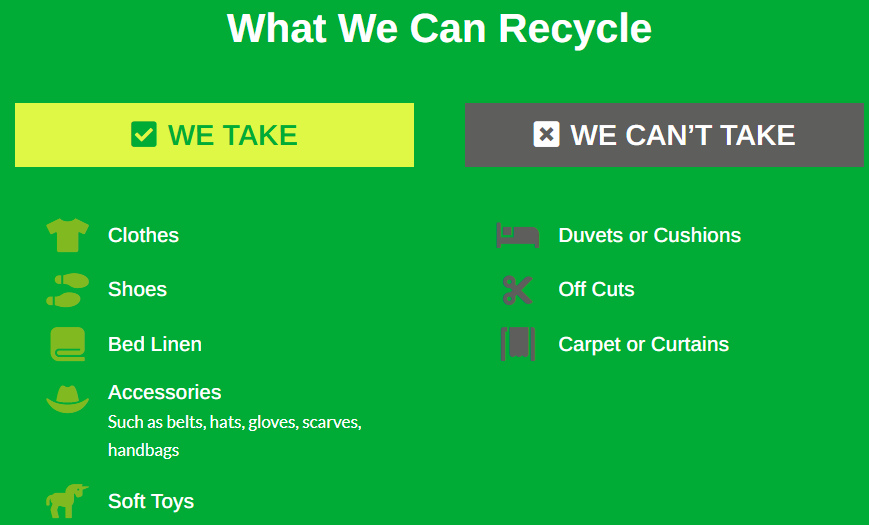 What We Can Recycle
WE TAKE
Clothes
Shoes
Bed Linen
Accessories
Such as belts, hats, gloves, scarves,
handbags
Soft Toys
WE CAN’T TAKE
Duvets or Cushions
Off Cuts
Carpet or Curtains